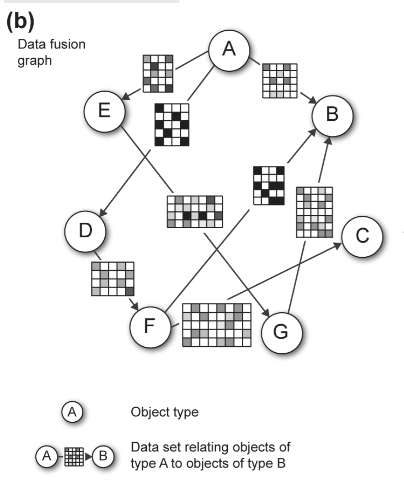 (b)
Data fusion
graph
A
E
B
D
C
F
G
A
Object type
A
B
Data set relating objects of
type A to objects of type B